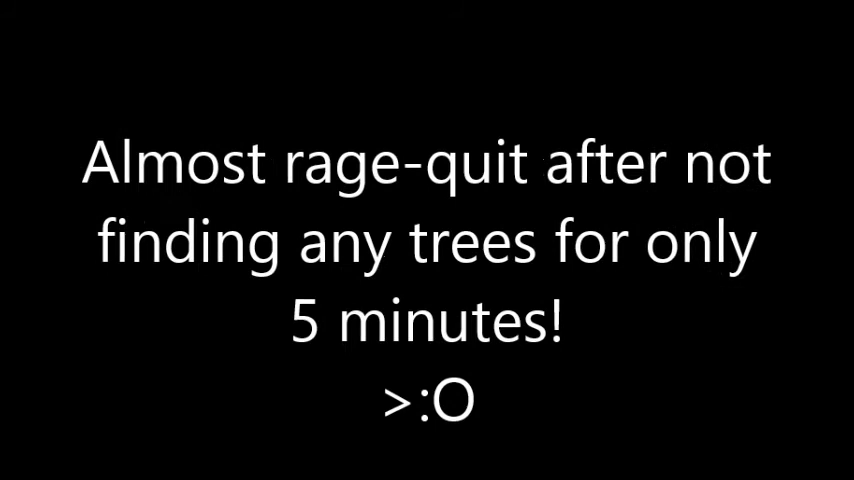 Almost rage-quit after not
finding any trees for only
5 minutes!
>:O